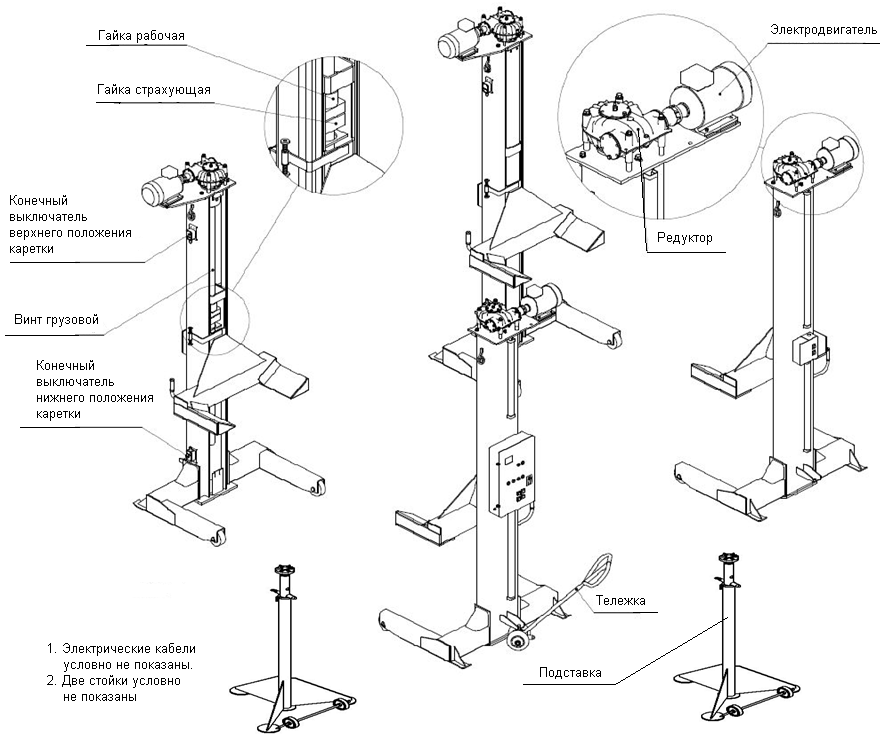 Гайка рабочая
Гайка страхующая
Электродвигатель
Конечный
выключатель
верхнего положения
каретки
Редуктор
Винт грузовой
Конечный
выключатель
нижнего положения
каретки
Тележка
Подставка
1. Электрические кабели
условно не показаны.
2. Две стойки условно
не показаны